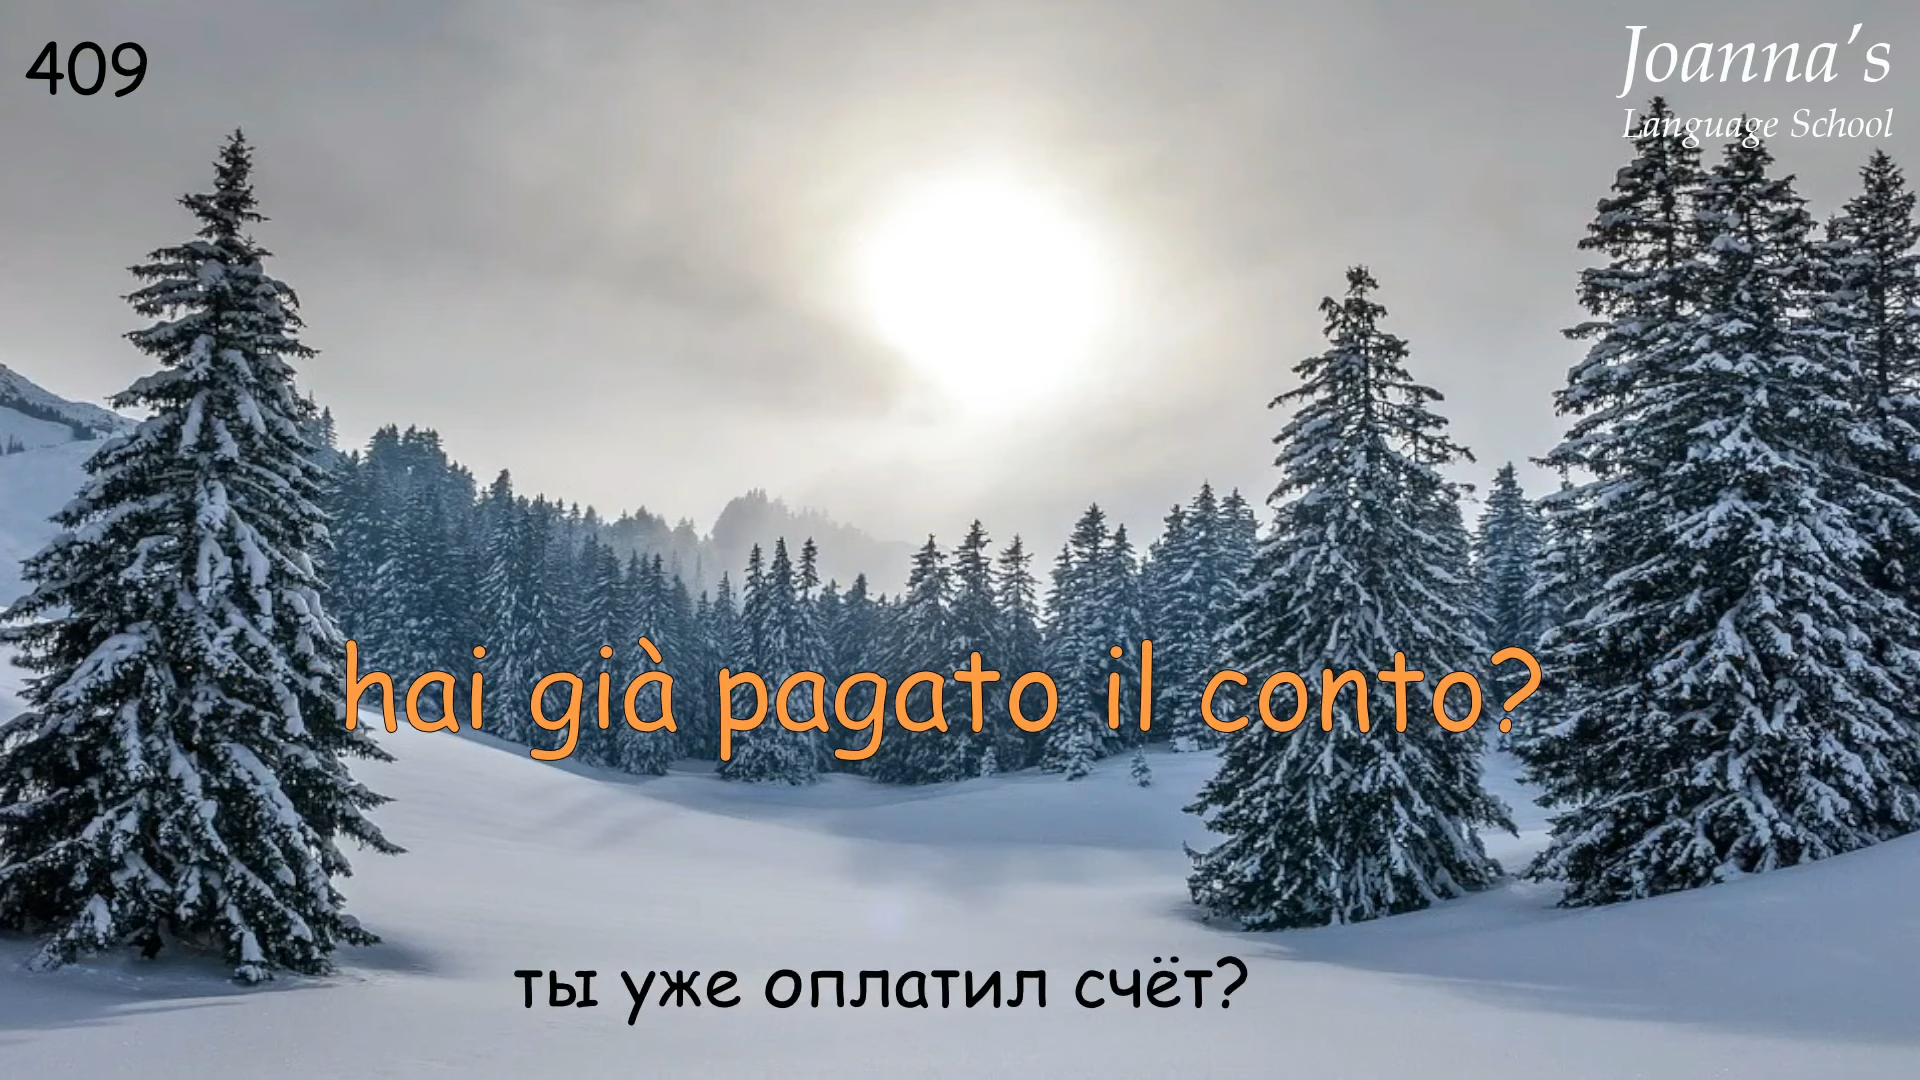 409
Joanna's
Language School
hai già pagato il conto?
ты уже оплатил счёт?